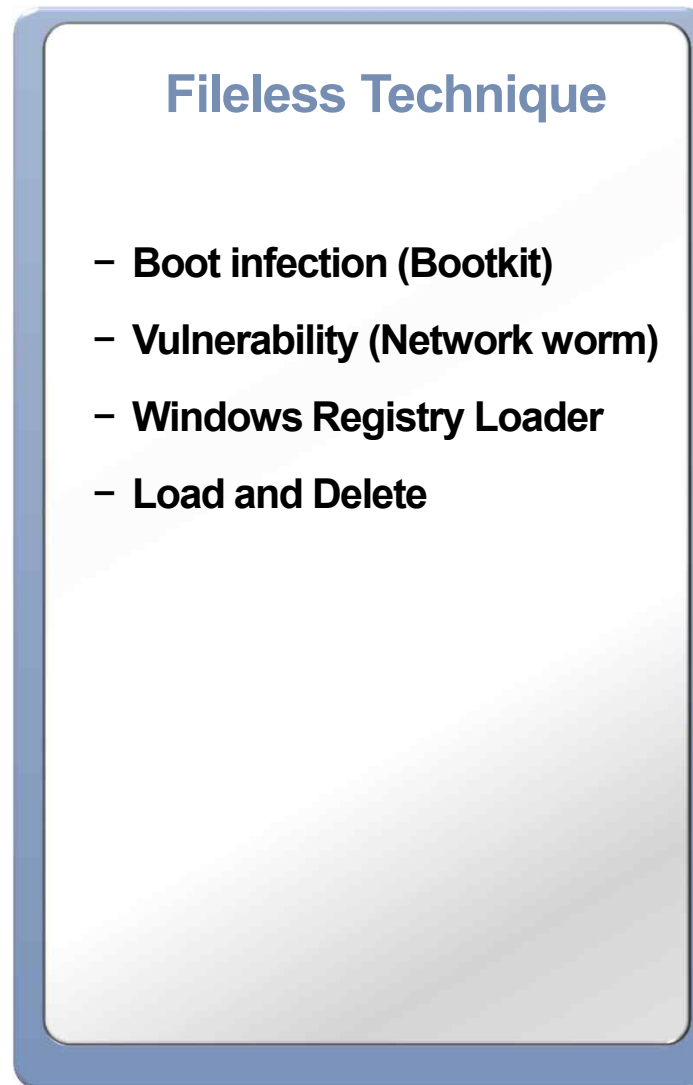 Fileless Technique
– Boot infection (Bootkit)
– Vulnerability (Network worm)
– Windows Registry Loader
– Load and Delete